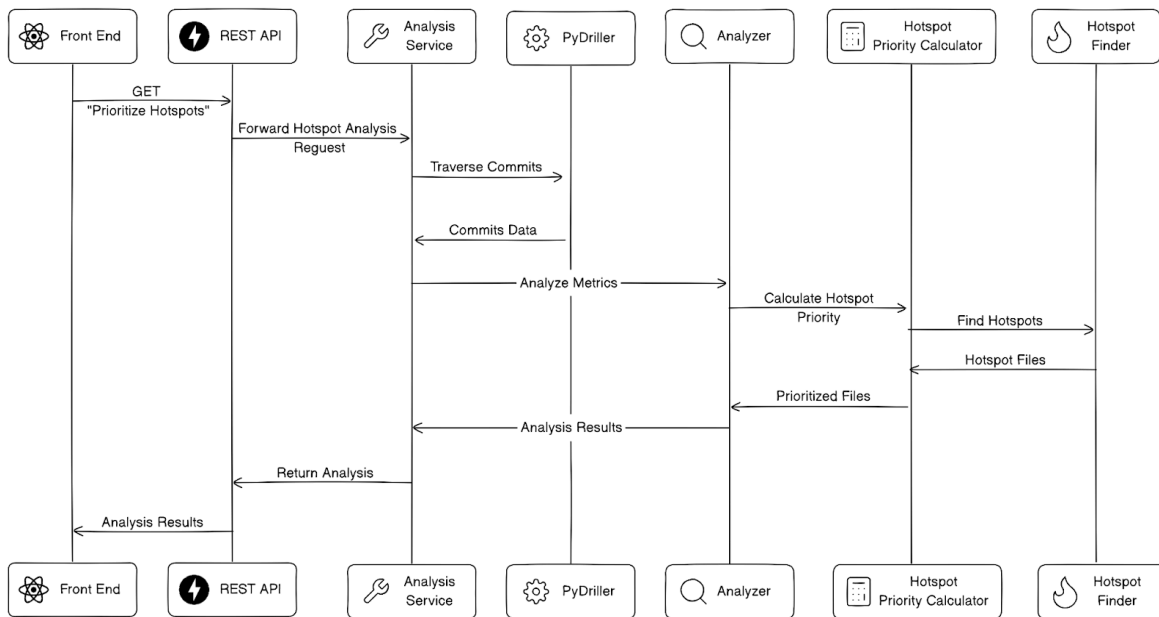 Front End
REST API
Analysis
Service
PyDriller
Analyzer
Hotspot
Priority Calculator
Hotspot
Finder
GET
"Prioritize Hotspots"
Forward Hotspot Analysis
Reguest
Traverse Commits
Commits Data
Analyze Metrics
Calculate Hotspot
Priority
Find Hotspots
Hotspot Files
Prioritized Files
Analysis Results
Return Analysis
Analysis Results
Front End
REST API
Analysis
Service
PyDriller
Analyzer
Hotspot
Priority Calculator
Hotspot
Finder